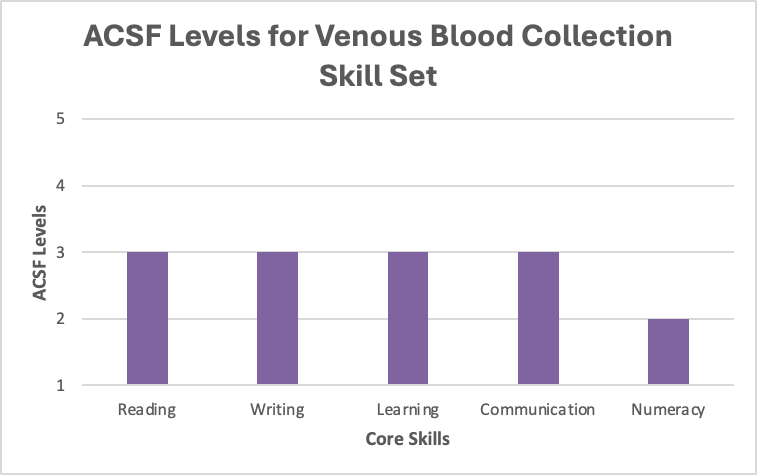 ACSF Levels for Venous Blood Collection
Skill Set
5
4
3
2
1
ACSF Levels
Reading
Writing
Learning
Communication
Numeracy
Core Skills